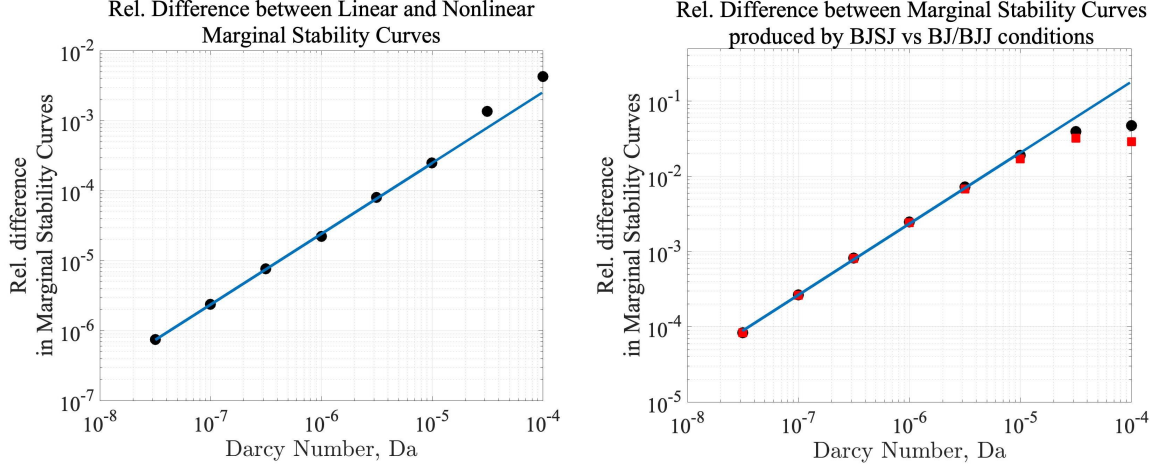 Rel. Difference between Linear and Nonlinear
Marginal Stability Curves
Rel. difference
in Marginal Stability Curves
10^-2
10^-3
10^-4
10^-5
10^-6
10^-7
10^-8
10^-7
10^-6
10^-5
10^-4
Darcy Number, Da
Rel. Difference between Marginal Stability Curves
produced by BJSJ vs BJ/BJJ conditions
Rel. difference
in Marginal Stability Curves
10^-1
10^-2
10^-3
10^-4
10^-5
10^-8
10^-7
10^-6
10^-5
10^-4
Darcy Number, Da